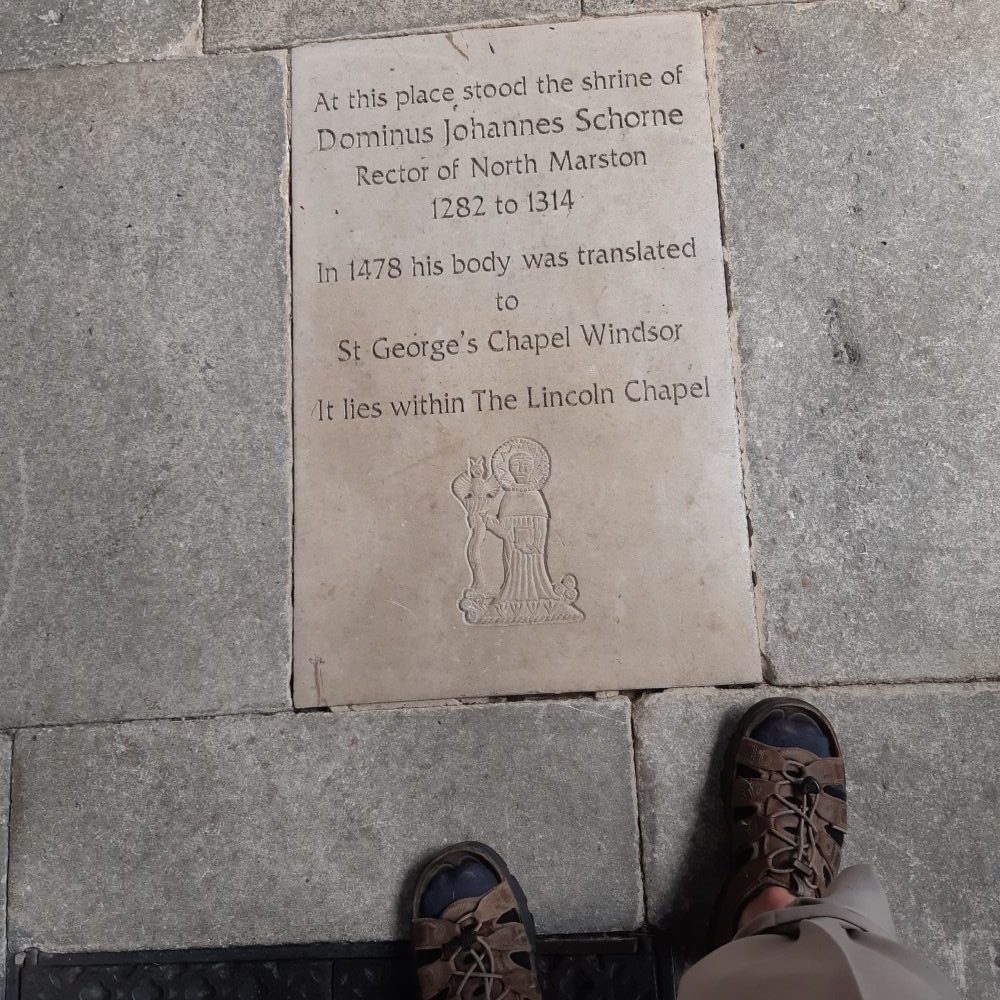 At this place stood the shrine of
Dominus Johannes Schorne
Rector of North Marston
1282 to 1314
In 1478 his body was translated
to
St George's Chapel Windsor
It lies within The Lincoln Chapel